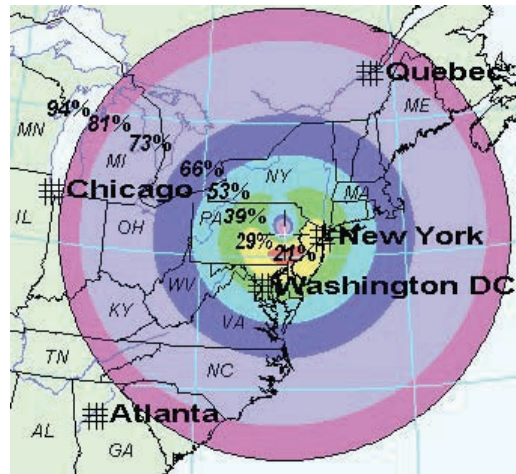 Quebec
ME
94%
81%
MN
73%
MI
66%
NY
Chicago
53%
MA
PA
39%
IL
OH
29%
New York
21%
WV
Washington DC
KY
VA
TN
NC
Atlanta
AL
GA